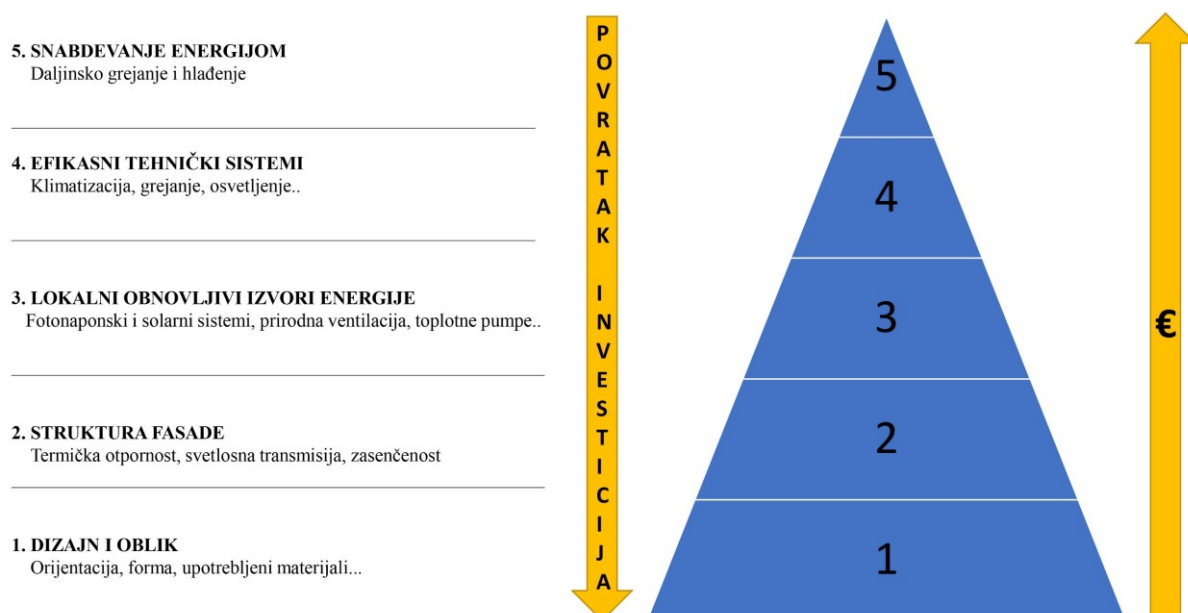 5. SNABDEVANJE ENERGIJOM
Daljinsko grejanje i hlađenje
4. EFIKASNI TEHNIČKI SISTEMI
Klimatizacija, grejanje, osvetljenje..
3. LOKALNI OBNOVLJIVI IZVORI ENERGIJE
Fotonaponski i solarni sistemi, prirodna ventilacija, toplotne pumpe..
2. STRUKTURA FASADE
Termička otpornost, svetlosna transmisija, zasenčenost
1. DIZAJN I OBLIK
Orijentacija, forma, upotrebljeni materijali...
POVRATAK INVESTICIJA
5
4
3
2
1
€